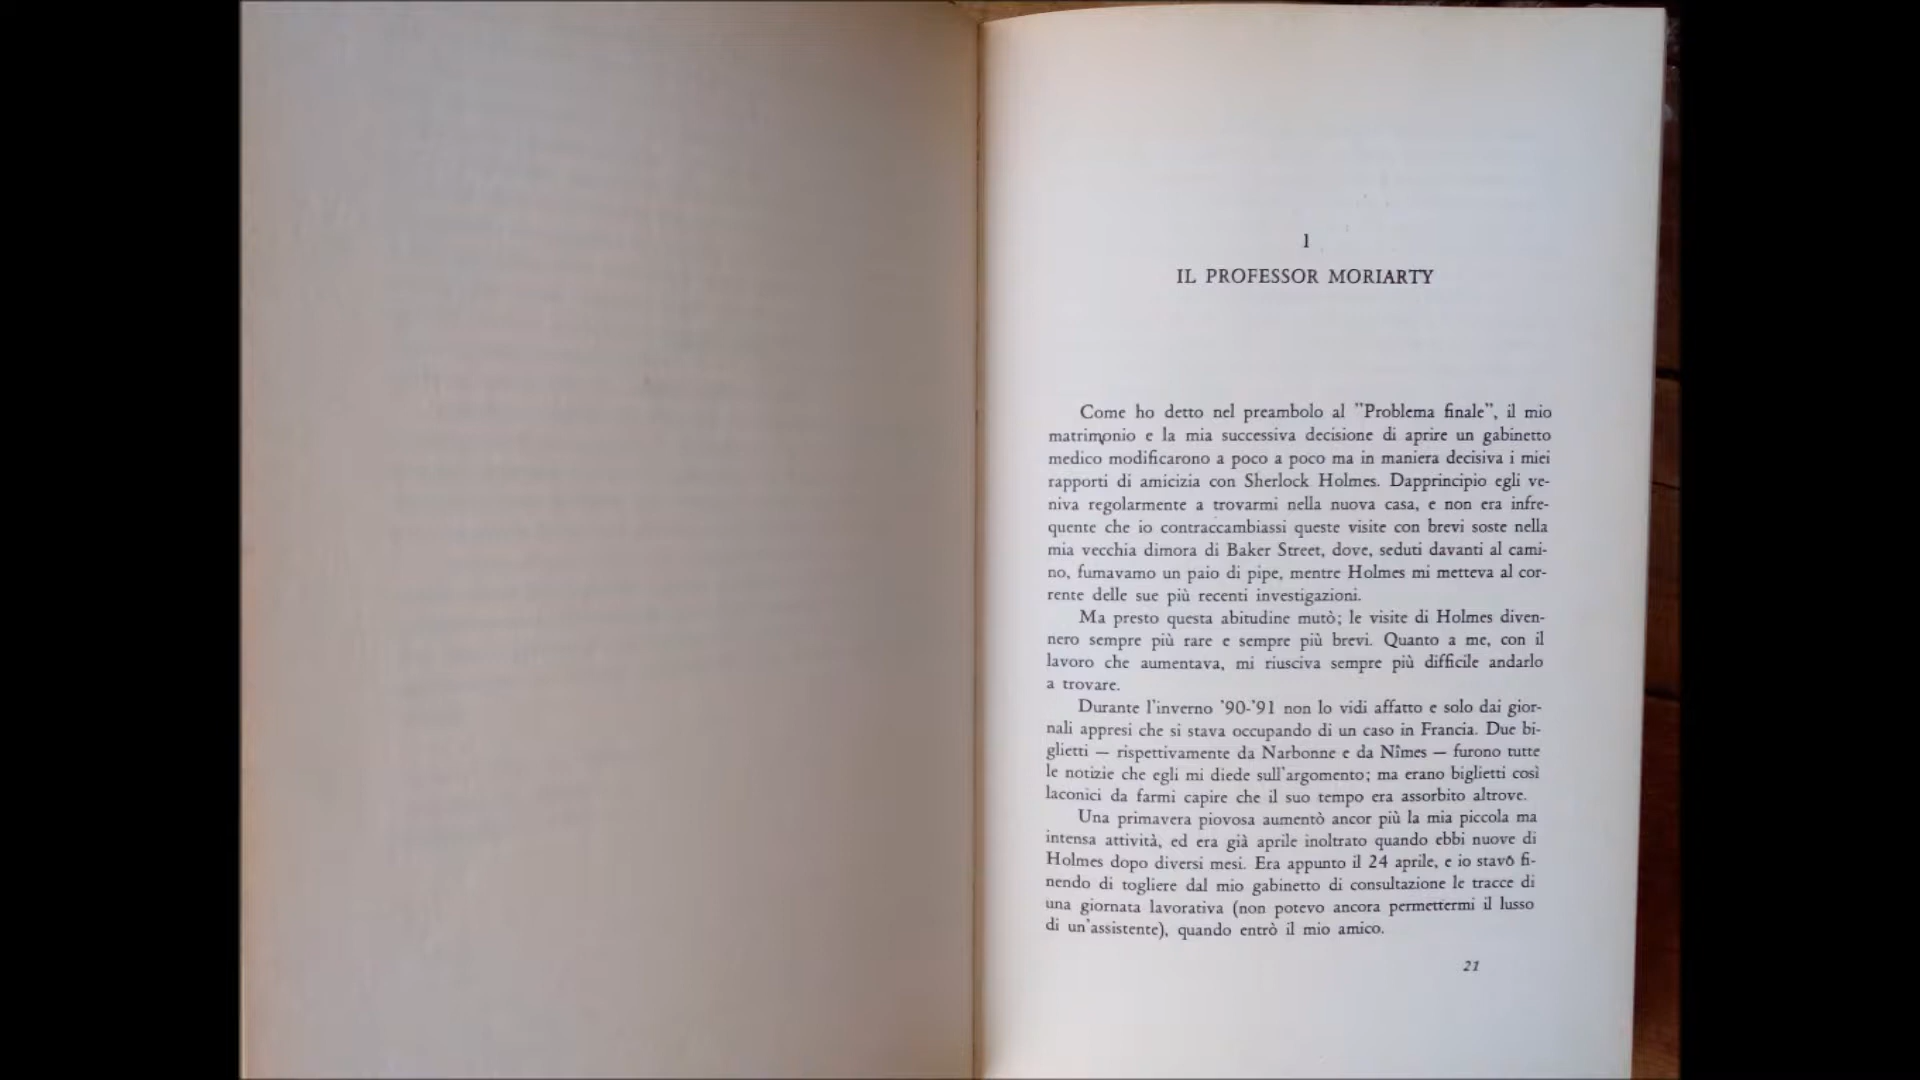 1
IL PROFESSOR MORIARTY
Come ho detto nel preambolo al "Problema finale", il mio
matrimonio e la mia successiva decisione di aprire un gabinetto
medico modificarono a poco a poco ma in maniera decisiva i miei
rapporti di amicizia con Sherlock Holmes. Dapprincipio egli ve-
niva regolarmente a trovarmi nella nuova casa, e non era infre-
quente che io contraccambiassi queste visite con brevi soste nella
mia vecchia dimora di Baker Street, dove, seduti davanti al cami-
no, fumavamo un paio di pipe, mentre Holmes mi metteva al cor-
rente delle sue più recenti investigazioni.
Ma presto questa abitudine mutò; le visite di Holmes diven-
nero sempre più rare e sempre più brevi. Quanto a me, con il
lavoro che aumentava, mi riusciva sempre più difficile andarlo
a trovare.
Durante l'inverno '90-'91 non lo vidi affatto e solo dai gior-
nali appresi che si stava occupando di un caso in Francia. Due bi-
glietti — rispettivamente da Narbonne e da Nîmes — furono tutte
le notizie che egli mi diede sull'argomento; ma erano biglietti così
laconici da farmi capire che il suo tempo era assorbito altrove.
Una primavera piovosa aumentò ancor più la mia piccola ma
intensa attività, ed era già aprile inoltrato quando ebbi nuove di
Holmes dopo diversi mesi. Era appunto il 24 aprile, e io stavo fi-
nendo di togliere dal mio gabinetto di consultazione le tracce di
una giornata lavorativa (non potevo ancora permettermi il lusso
di un'assistente), quando entrò il mio amico.
21